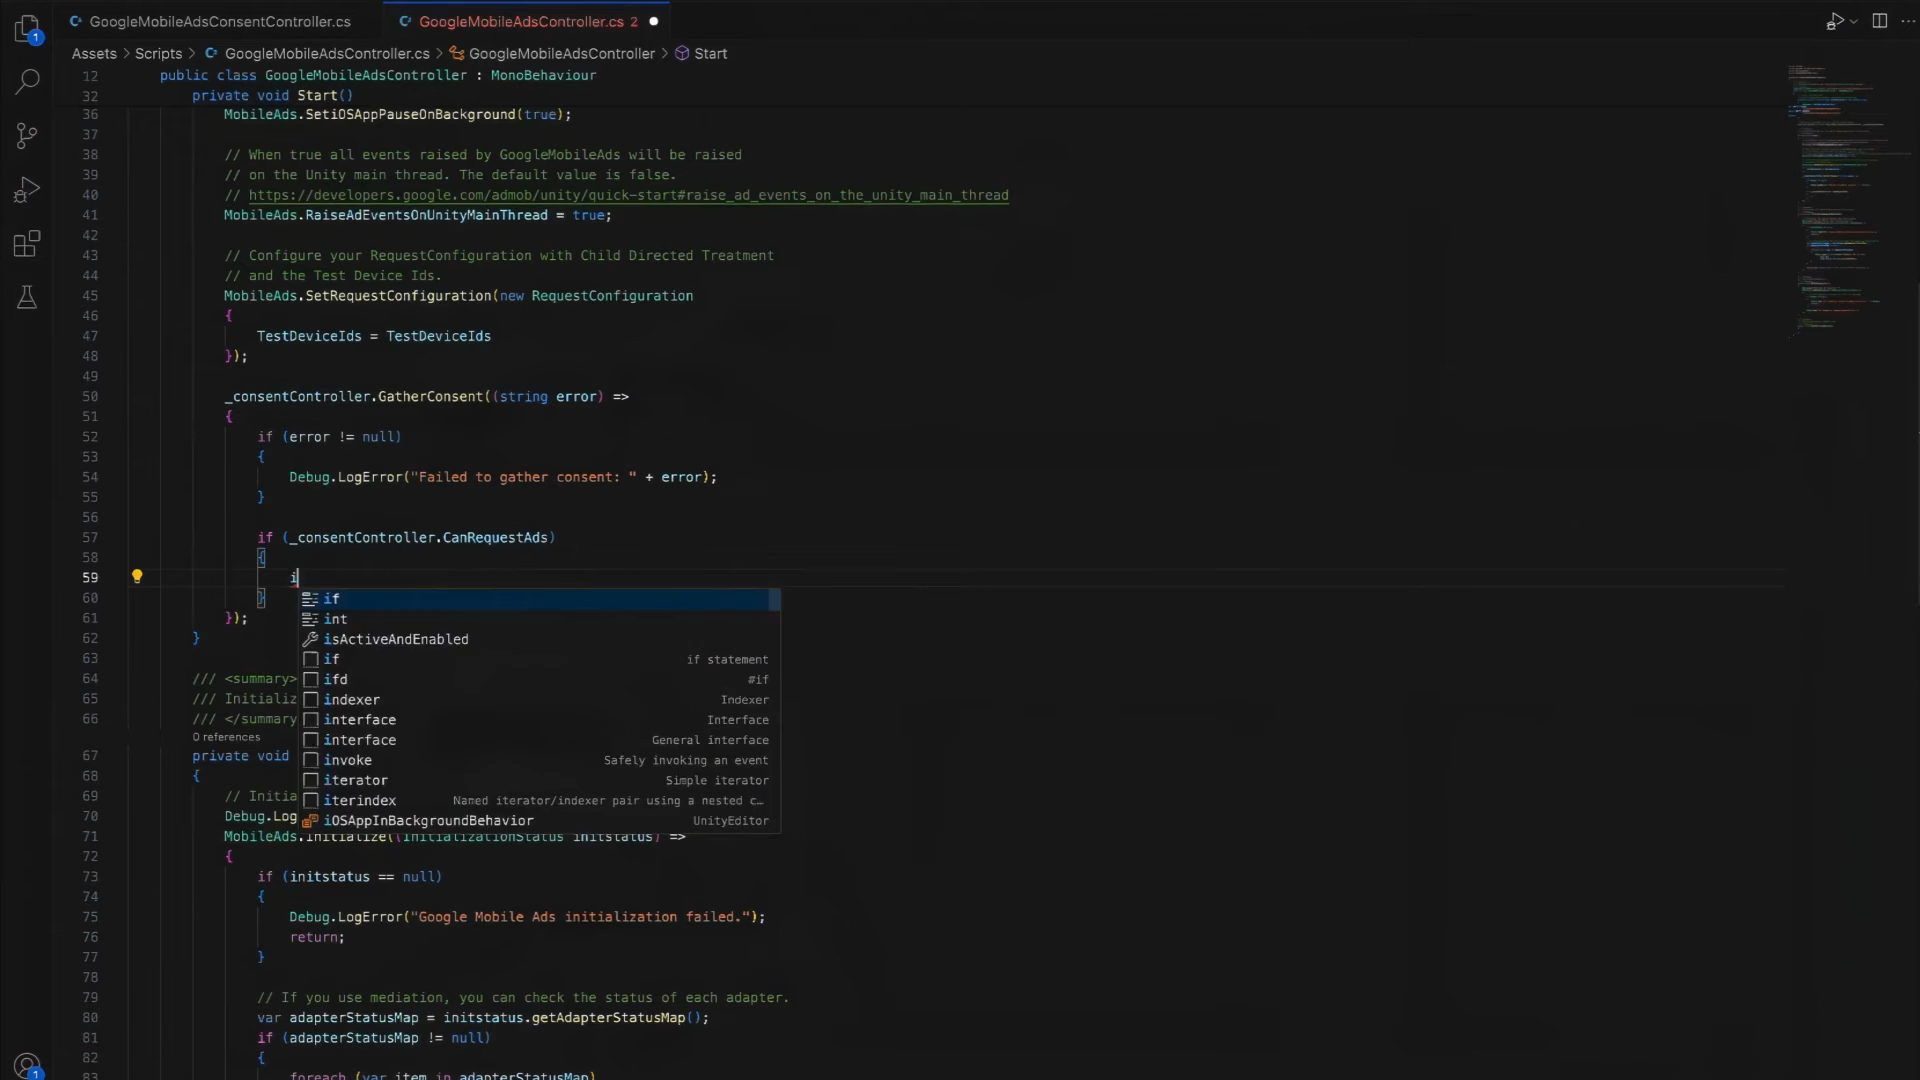 GoogleMobileAdsConsentController.cs
GoogleMobileAdsController.cs 2
Assets > Scripts > GoogleMobileAdsController.cs > GoogleMobileAdsController > Start
12 public class GoogleMobileAdsController : MonoBehaviour
32 private void Start()
36 MobileAds.SetiOSAppPauseOnBackground(true);
37
38 // When true all events raised by GoogleMobileAds will be raised
39 // on the Unity main thread. The default value is false.
40 // https://developers.google.com/admob/unity/quick-start#raise_ad_events_on_the_unity_main_thread
41 MobileAds.RaiseAdEventsOnUnityMainThread = true;
42
43 // Configure your RequestConfiguration with Child Directed Treatment
44 // and the Test Device Ids.
45 MobileAds.SetRequestConfiguration(new RequestConfiguration
46 {
47 TestDeviceIds = TestDeviceIds
48 });
49
50 _consentController.GatherConsent((string error) =>
51 {
52 if (error != null)
53 {
54 Debug.LogError("Failed to gather consent: " + error);
55 }
56
57 if (_consentController.CanRequestAds)
58 {
59 i
60 }
61 });
62 }
63
64 /// <summary>
65 /// Initializ
66 /// </summary
0 references
67 private void
68 {
69 // Initia
70 Debug.Log
71 MobileAds.Initialize((InitializationStatus initstatus) =>
72 {
73 if (initstatus == null)
74 {
75 Debug.LogError("Google Mobile Ads initialization failed.");
76 return;
77 }
78
79 // If you use mediation, you can check the status of each adapter.
80 var adapterStatusMap = initstatus.getAdapterStatusMap();
81 if (adapterStatusMap != null)
82 {
83 foreach (var item in adapterStatusMap)
if
int
isActiveAndEnabled
if if statement
ifd #if
indexer Indexer
interface Interface
interface General interface
invoke Safely invoking an event
iterator Simple iterator
iterindex Named iterator/indexer pair using a nested c…
iOSAppInBackgroundBehavior UnityEditor
1
1